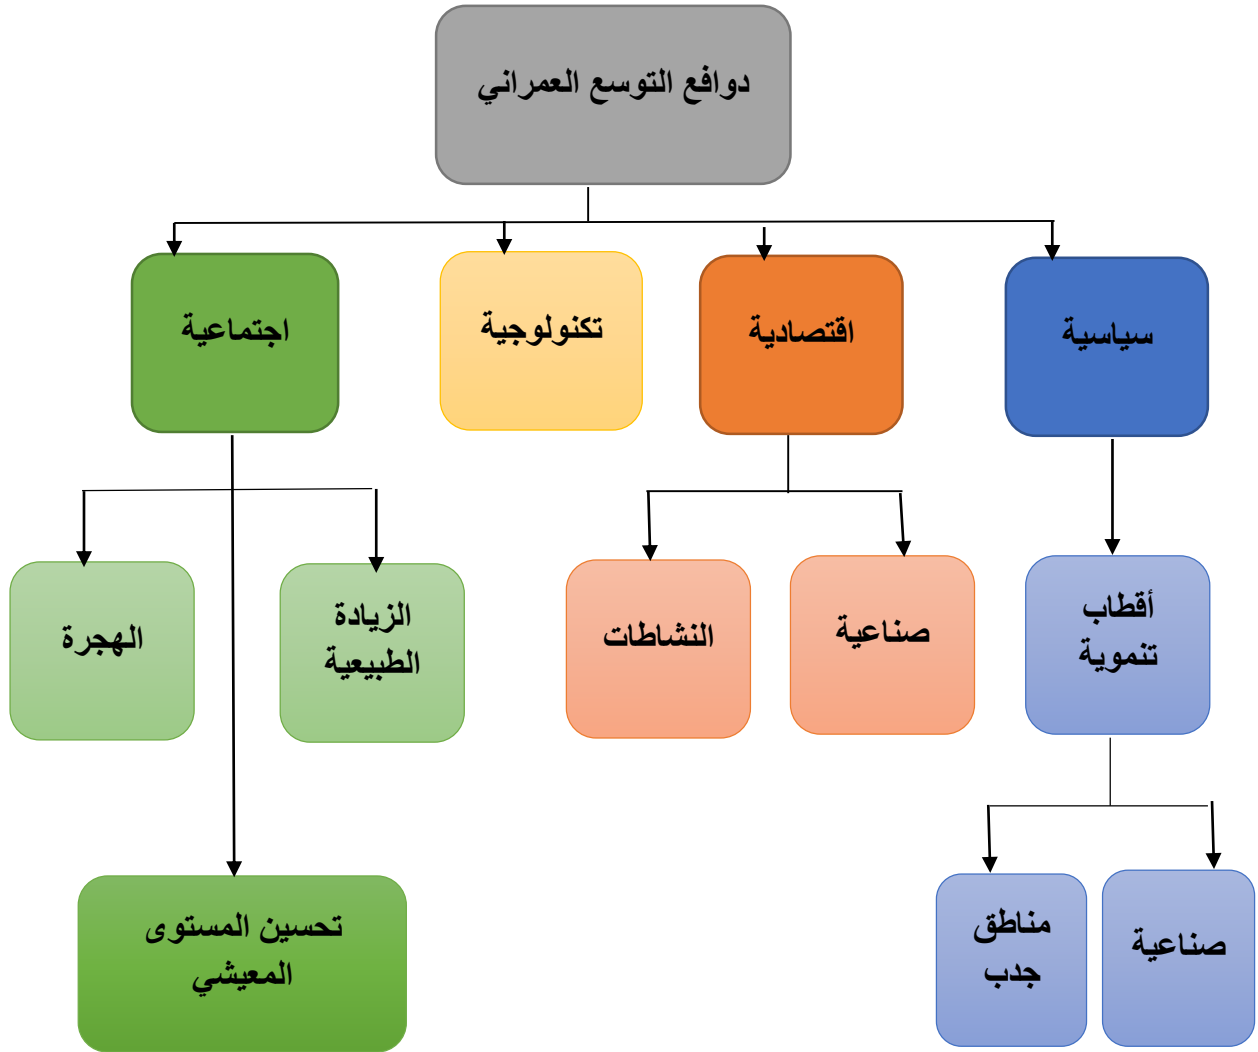 دوافع التوسع العمراني
سياسية
اقتصادية
تكنولوجية
اجتماعية
أقطاب
تنموية
صناعية
النشاطات
الزيادة
الطبيعية
الهجرة
صناعية
مناطق
جدب
تحسين المستوى
المعيشي